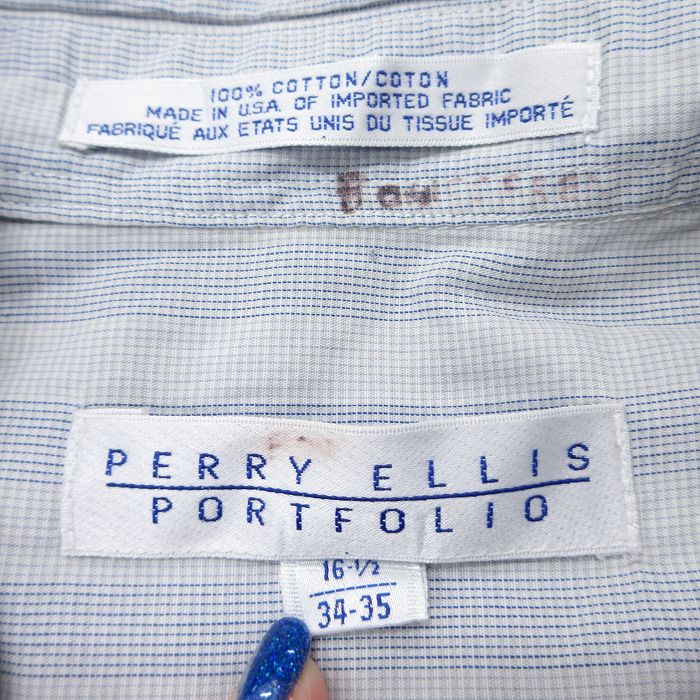 100% COTTON/COTON
MADE IN U.S.A. OF IMPORTED FABRIC
FABRIQUÉ AUX ETATS UNIS DU TISSUE IMPORTÉ
PERRY ELLIS
PORTFOLIO
16-1/2
34-35